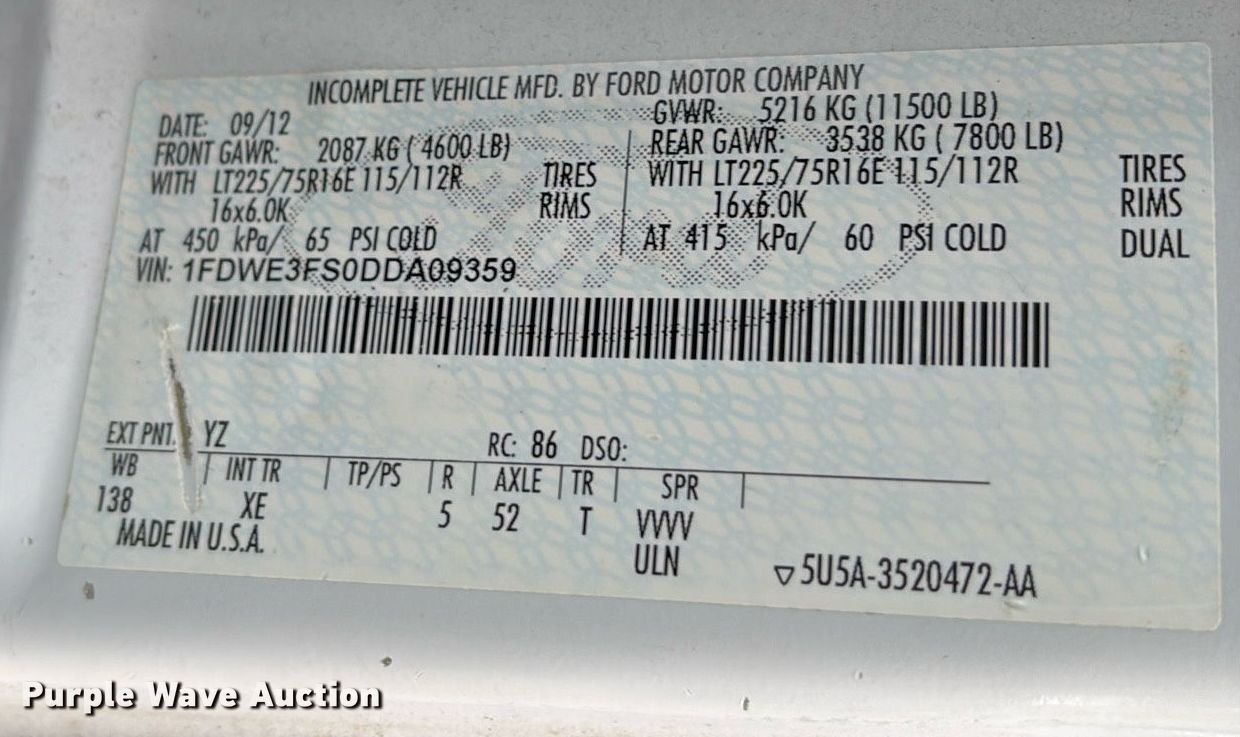 INCOMPLETE VEHICLE MFD. BY FORD MOTOR COMPANY
DATE: 09/12 GVWR: 5216 KG (11500 LB)
FRONT GAWR: 2087 KG ( 4600 LB) REAR GAWR: 3538 KG ( 7800 LB)
WITH LT225/75R16E 115/112R TIRES WITH LT225/75R16E 115/112R TIRES
16x6.0K RIMS 16x6.0K RIMS
AT 450 kPa/ 65 PSI COLD AT 415 kPa/ 60 PSI COLD DUAL
VIN: 1FDWE3FS0DDA09359
EXT PNT: YZ RC: 86 DSO:
WB INT TR TP/PS R AXLE TR SPR
138 XE 5 52 T VVVV
MADE IN U.S.A. ULN
▽5U5A-3520472-AA
Purple Wave Auction